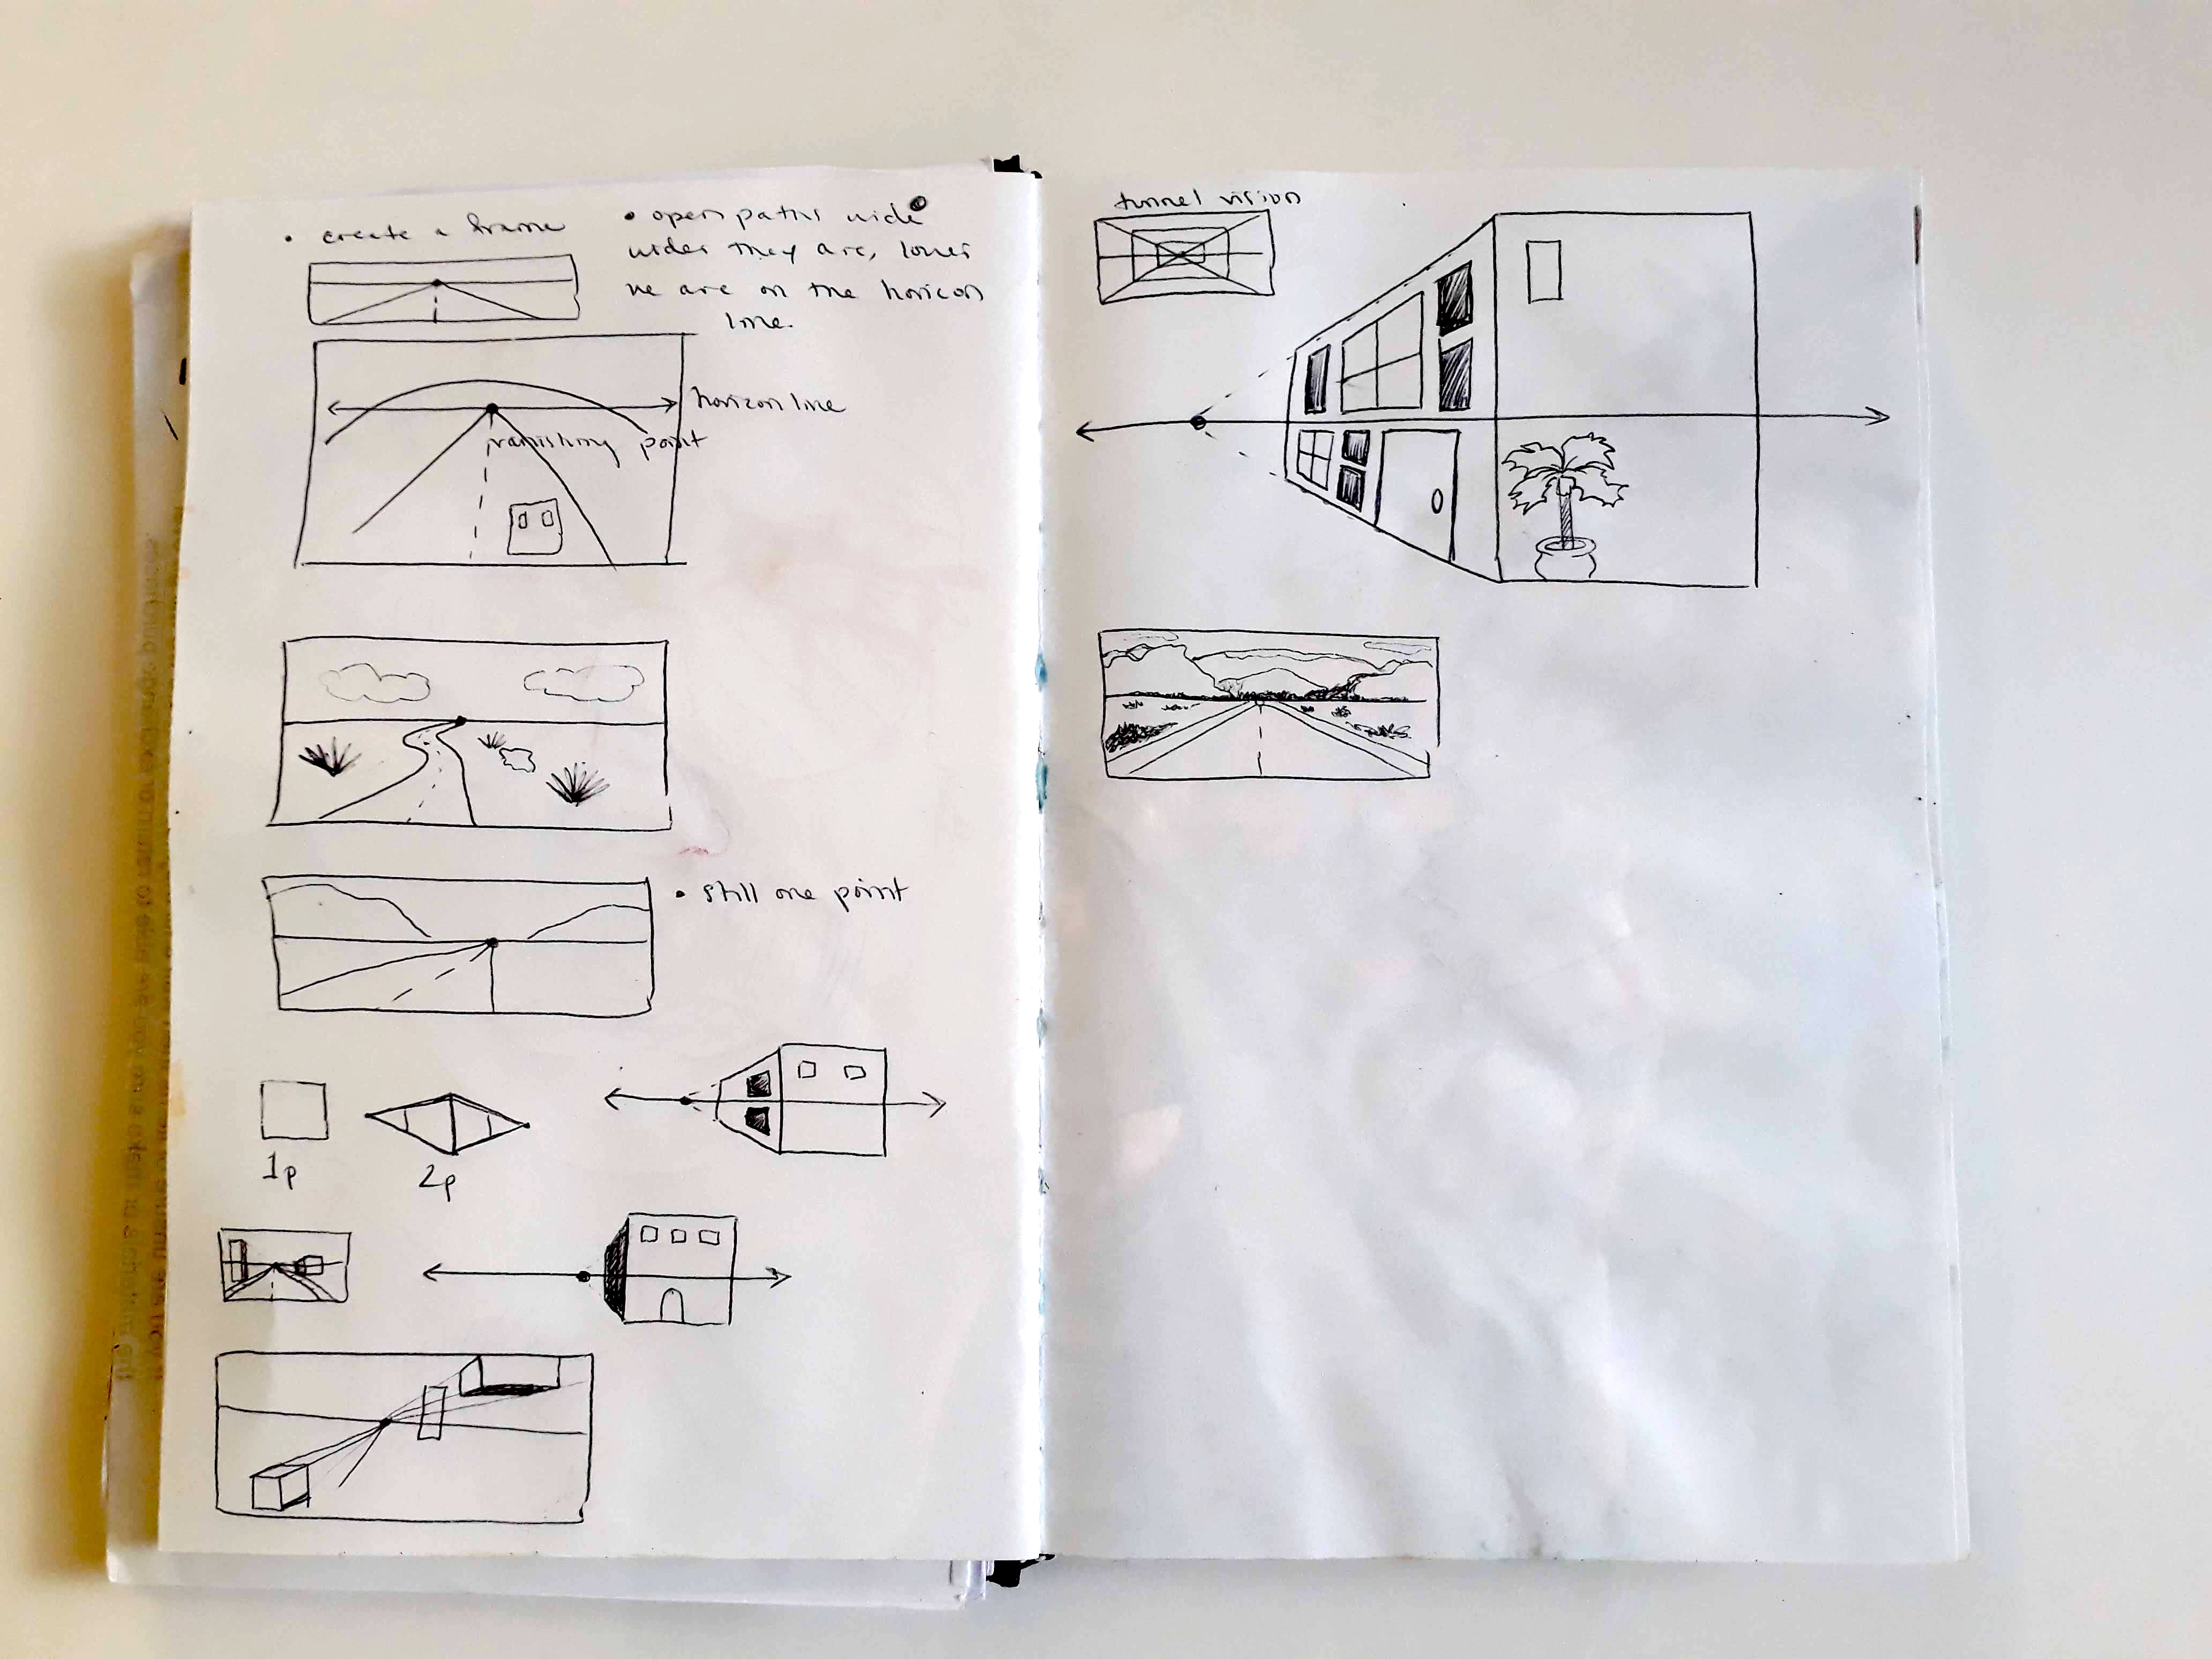 • create a frame
• open paths wide
wider they are, lower
we are on the horizon
line.
horizon line
vanishing point
• still one point
1p
2p
tunnel vision